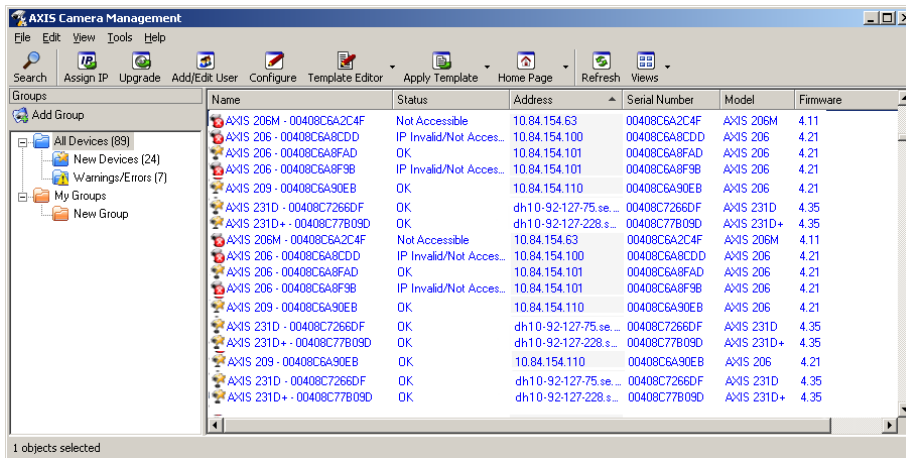 AXIS Camera Management
File Edit View Tools Help
Search Assign IP Upgrade Add/Edit User Configure Template Editor Apply Template Home Page Refresh Views
Groups
Add Group
All Devices (89)
New Devices (24)
Warnings/Errors (7)
My Groups
New Group
Name Status Address Serial Number Model Firmware
AXIS 206M - 00408C6A2C4F Not Accessible 10.84.154.63 00408C6A2C4F AXIS 206M 4.11
AXIS 206 - 00408C6A8CDD IP Invalid/Not Acces... 10.84.154.100 00408C6A8CDD AXIS 206 4.21
AXIS 206 - 00408C6A8FAD OK 10.84.154.101 00408C6A8FAD AXIS 206 4.21
AXIS 206 - 00408C6A8F9B IP Invalid/Not Acces... 10.84.154.101 00408C6A8F9B AXIS 206 4.21
AXIS 209 - 00408C6A90EB OK 10.84.154.110 00408C6A90EB AXIS 206 4.21
AXIS 231D - 00408C7266DF OK dh10-92-127-75.se... 00408C7266DF AXIS 231D 4.35
AXIS 231D+ - 00408C77B09D OK dh10-92-127-228.s... 00408C77B09D AXIS 231D+ 4.35
AXIS 206M - 00408C6A2C4F Not Accessible 10.84.154.63 00408C6A2C4F AXIS 206M 4.11
AXIS 206 - 00408C6A8CDD IP Invalid/Not Acces... 10.84.154.100 00408C6A8CDD AXIS 206 4.21
AXIS 206 - 00408C6A8FAD OK 10.84.154.101 00408C6A8FAD AXIS 206 4.21
AXIS 206 - 00408C6A8F9B IP Invalid/Not Acces... 10.84.154.101 00408C6A8F9B AXIS 206 4.21
AXIS 209 - 00408C6A90EB OK 10.84.154.110 00408C6A90EB AXIS 206 4.21
AXIS 231D - 00408C7266DF OK dh10-92-127-75.se... 00408C7266DF AXIS 231D 4.35
AXIS 231D+ - 00408C77B09D OK dh10-92-127-228.s... 00408C77B09D AXIS 231D+ 4.35
AXIS 209 - 00408C6A90EB OK 10.84.154.110 00408C6A90EB AXIS 206 4.21
AXIS 231D - 00408C7266DF OK dh10-92-127-75.se... 00408C7266DF AXIS 231D 4.35
AXIS 231D+ - 00408C77B09D OK dh10-92-127-228.s... 00408C77B09D AXIS 231D+ 4.35
1 objects selected